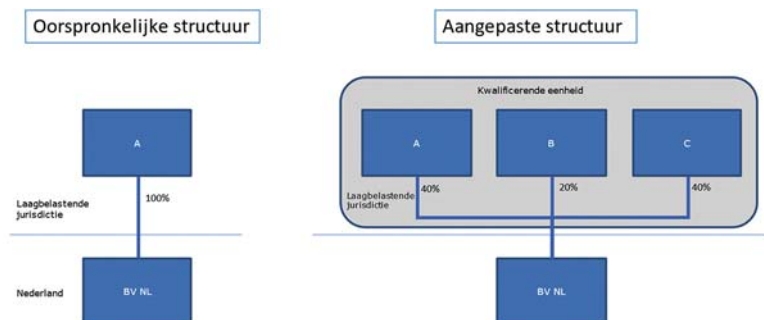 Oorspronkelijke structuur
Aangepaste structuur
A
100%
Laagbelastende
jurisdictie
Nederland
BV NL
Kwalificerende eenheid
A
B
C
40%
20%
40%
Laagbelastende
jurisdictie
BV NL